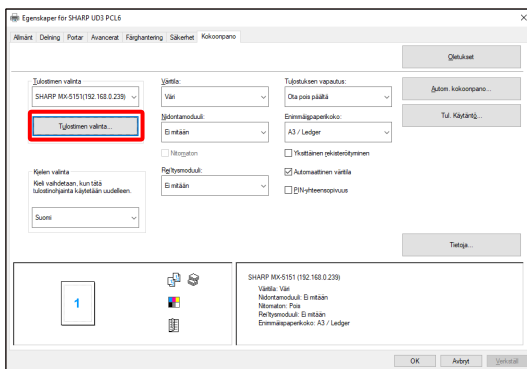 Egenskaper för SHARP UD3 PCL6
Allmänt Delning Portar Avancerat Färghantering Säkerhet Kokoonpano
Oletukset
Tulostimen valinta
SHARP MX-5151(192.168.0.239)
Tulostimen valinta...
Väritila:
Väri
Tulostuksen vapautus:
Ota pois päältä
Autom. kokoonpano...
Nidontamoduuli:
Ei mitään
Enimmäispaperikoko:
A3 / Ledger
Tul. Käytäntö...
Nitomaton
Yksittäinen rekisteröityminen
Kielen valinta
Kieli vaihdetaan, kun tätä
tulostinohjainta käytetään uudelleen.
Suomi
Rei'itysmoduuli:
Ei mitään
Automaattinen väritila
PIN-yhteensopivuus
Tietoja...
1
SHARP MX-5151 (192.168.0.239)
Väritila: Väri
Nidontamoduuli: Ei mitään
Nitomaton: Pois
Rei'itysmoduuli: Ei mitään
Enimmäispaperikoko: A3 / Ledger
OK Avbryt Verkställ